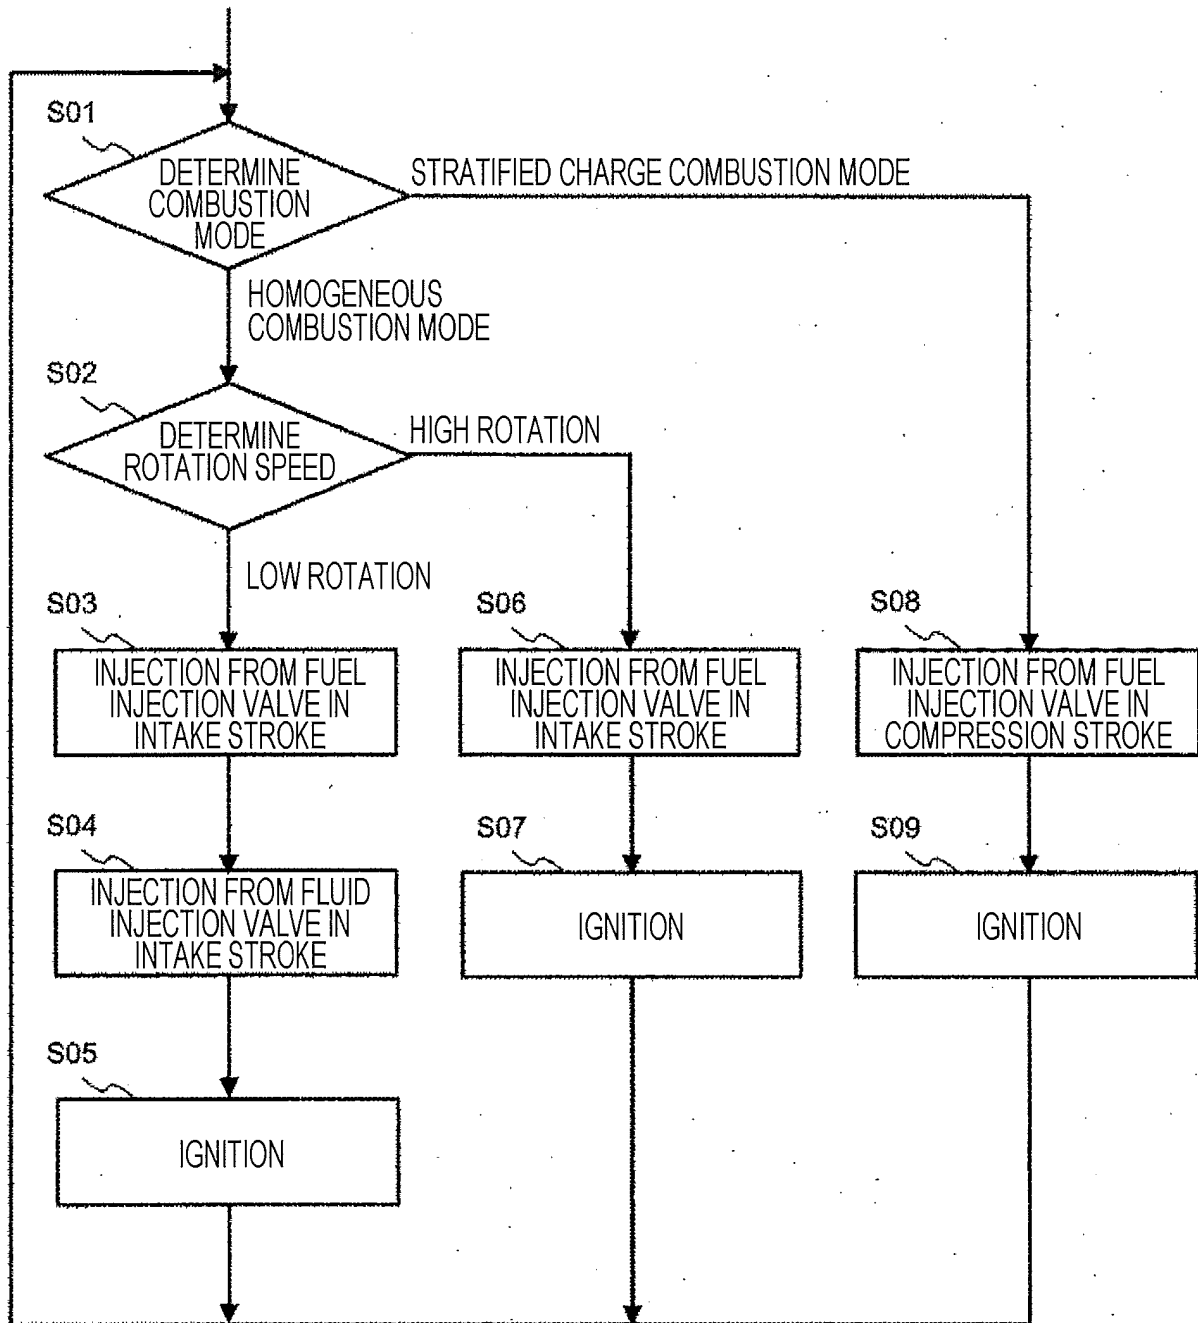 S01
DETERMINE
COMBUSTION
MODE
STRATIFIED CHARGE COMBUSTION MODE
HOMOGENEOUS
COMBUSTION MODE
S02
DETERMINE
ROTATION SPEED
HIGH ROTATION
LOW ROTATION
S03
INJECTION FROM FUEL
INJECTION VALVE IN
INTAKE STROKE
S06
INJECTION FROM FUEL
INJECTION VALVE IN
INTAKE STROKE
S08
INJECTION FROM FUEL
INJECTION VALVE IN
COMPRESSION STROKE
S04
INJECTION FROM FLUID
INJECTION VALVE IN
INTAKE STROKE
S07
IGNITION
S09
IGNITION
S05
IGNITION